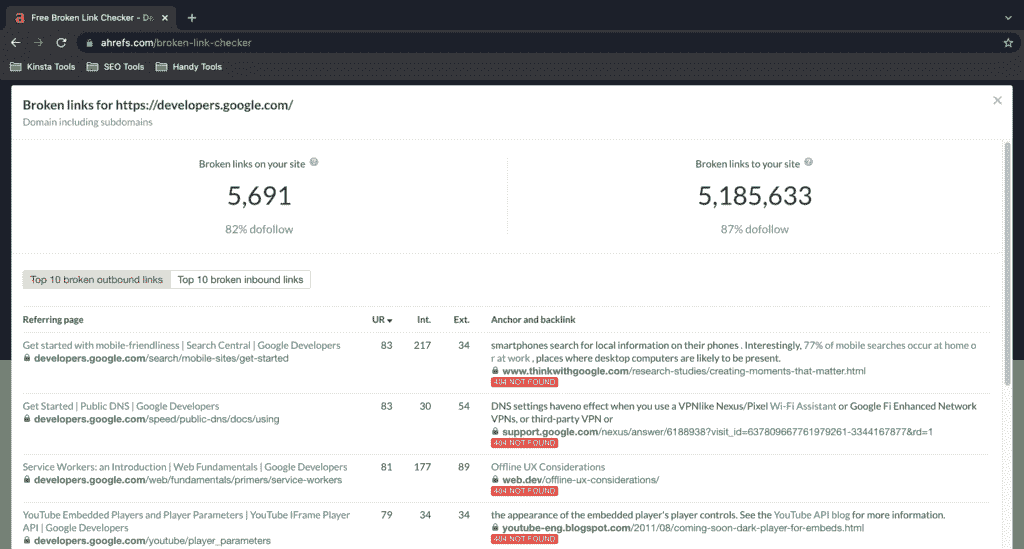 Free Broken Link Checker - De
ahrefs.com/broken-link-checker
Kinsta Tools SEO Tools Handy Tools
Broken links for https://developers.google.com/
Domain including subdomains
Broken links on your site ? Broken links to your site ?
5,691 5,185,633
82% dofollow 87% dofollow
Top 10 broken outbound links Top 10 broken inbound links
Referring page UR Int. Ext. Anchor and backlink
Get started with mobile-friendliness | Search Central | Google Developers 83 217 34 smartphones search for local information on their phones . Interestingly, 77% of mobile searches occur at home o
developers.google.com/search/mobile-sites/get-started r at work , places where desktop computers are likely to be present.
www.thinkwithgoogle.com/research-studies/creating-moments-that-matter.html
404 NOT FOUND
Get Started | Public DNS | Google Developers 83 30 54 DNS settings haveno effect when you use a VPNlike Nexus/Pixel Wi-Fi Assistant or Google Fi Enhanced Network
developers.google.com/speed/public-dns/docs/using VPNs, or third-party VPN or
support.google.com/nexus/answer/6188938?visit_id=637809667761979261-3344167877&rd=1
404 NOT FOUND
Service Workers: an Introduction | Web Fundamentals | Google Developers 81 177 89 Offline UX Considerations
developers.google.com/web/fundamentals/primers/service-workers web.dev/offline-ux-considerations/
404 NOT FOUND
YouTube Embedded Players and Player Parameters | YouTube IFrame Player 79 34 34 the appearance of the embedded player's player controls. See the YouTube API blog for more information.
API | Google Developers youtube-eng.blogspot.com/2011/08/coming-soon-dark-player-for-embeds.html
developers.google.com/youtube/player_parameters 404 NOT FOUND